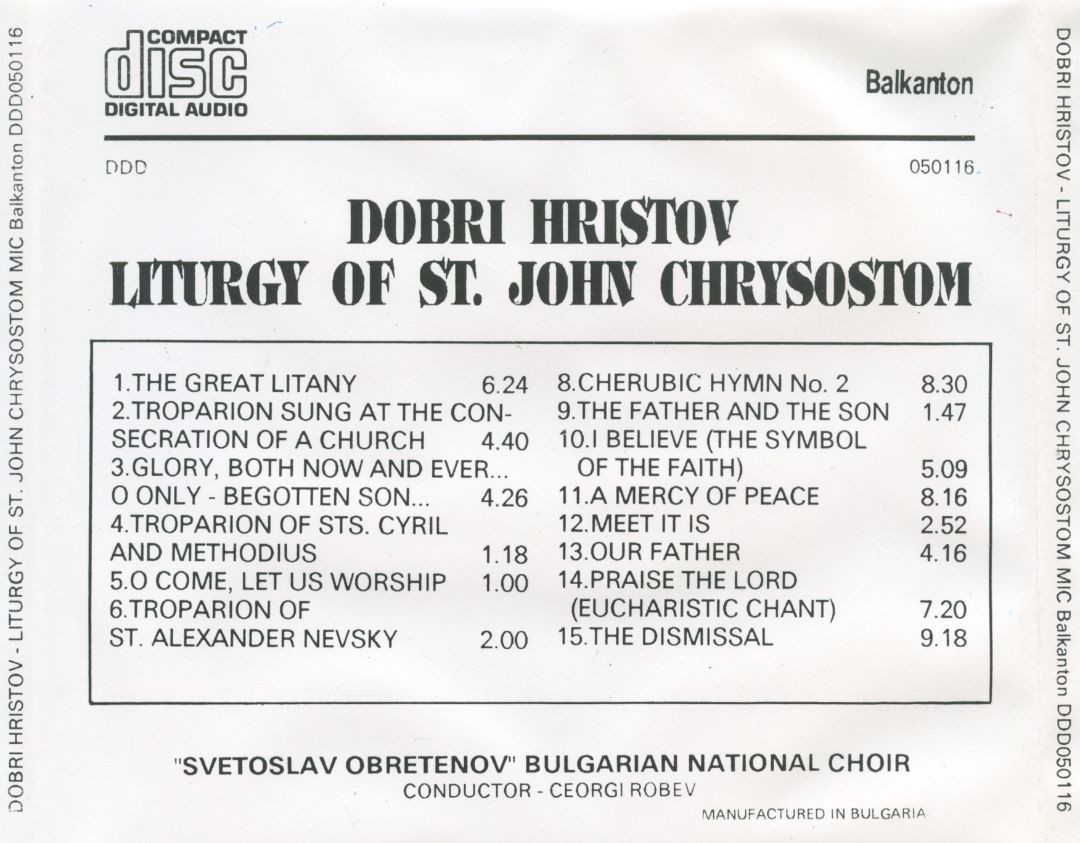 COMPACT
disc
DIGITAL AUDIO
Balkanton
DDD
050116
DOBRI HRISTOV
LITURGY OF ST. JOHN CHRYSOSTOM
1.THE GREAT LITANY 6.24
2.TROPARION SUNG AT THE CON-
SECRATION OF A CHURCH 4.40
3.GLORY, BOTH NOW AND EVER...
O ONLY - BEGOTTEN SON... 4.26
4.TROPARION OF STS. CYRIL
AND METHODIUS 1.18
5.O COME, LET US WORSHIP 1.00
6.TROPARION OF
ST. ALEXANDER NEVSKY 2.00
8.CHERUBIC HYMN No. 2 8.30
9.THE FATHER AND THE SON 1.47
10.I BELIEVE (THE SYMBOL
OF THE FAITH) 5.09
11.A MERCY OF PEACE 8.16
12.MEET IT IS 2.52
13.OUR FATHER 4.16
14.PRAISE THE LORD
(EUCHARISTIC CHANT) 7.20
15.THE DISMISSAL 9.18
"SVETOSLAV OBRETENOV" BULGARIAN NATIONAL CHOIR
CONDUCTOR - CEORGI ROBEV
MANUFACTURED IN BULGARIA
DOBRI HRISTOV - LITURGY OF ST. JOHN CHRYSOSTOM MIC Balkanton DDD050116
DOBRI HRISTOV - LITURGY OF ST. JOHN CHRYSOSTOM MIC Balkanton DDD050116